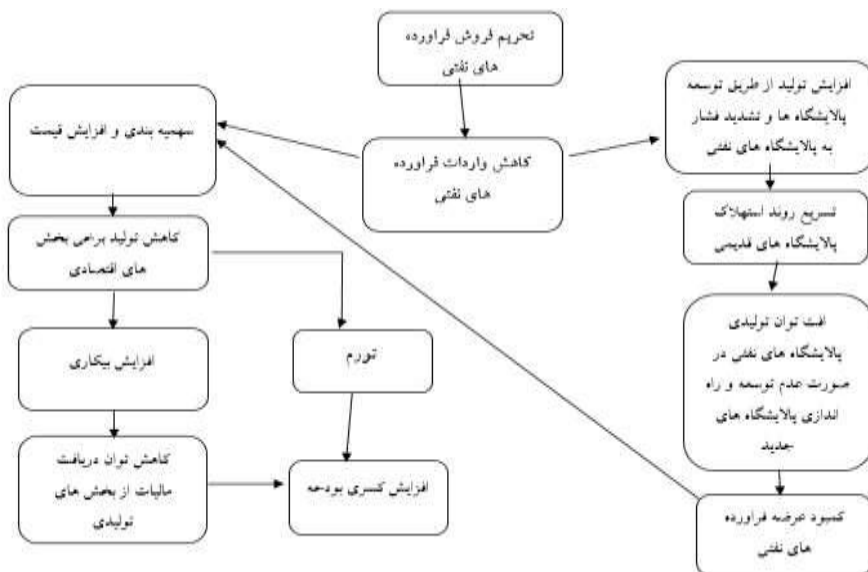 تحریم فروش فراورده
های نفتی
کاهش واردات فراورده
های نفتی
افزایش تولید از طریق توسعه
پالایشگاه ها و تشدید فشار
به پالایشگاه های نفتی
تسریع روند استهلاک
پالایشگاه های قدیمی
افت توان تولیدی
پالایشگاه های نفتی در
صورت عدم توسعه و راه
اندازی پالایشگاه های
جدید
کمبود عرضه فراورده
های نفتی
سهمیه بندی و افزایش قیمت
کاهش تولید براحی بخش
های اقتصادی
افزایش بیکاری
کاهش توان دریافت
مالیات از بخش های
تولیدی
تورم
افزایش کسری بودجه